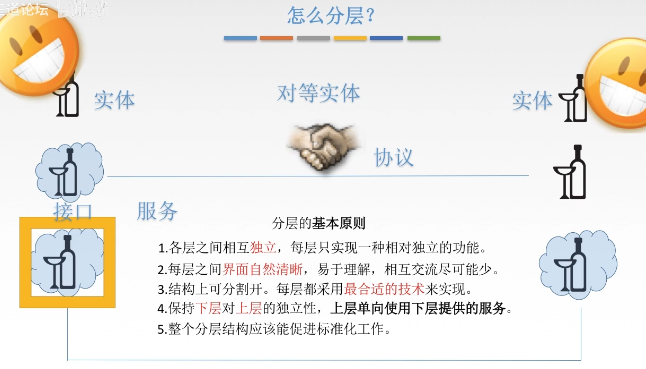 怎么分层？
实体
对等实体
实体
协议
接口
服务
分层的基本原则
1.各层之间相互独立，每层只实现一种相对独立的功能。
2.每层之间界面自然清晰，易于理解，相互交流尽可能少。
3.结构上可分割开。每层都采用最合适的技术来实现。
4.保持下层对上层的独立性，上层单向使用下层提供的服务。
5.整个分层结构应该能促进标准化工作。